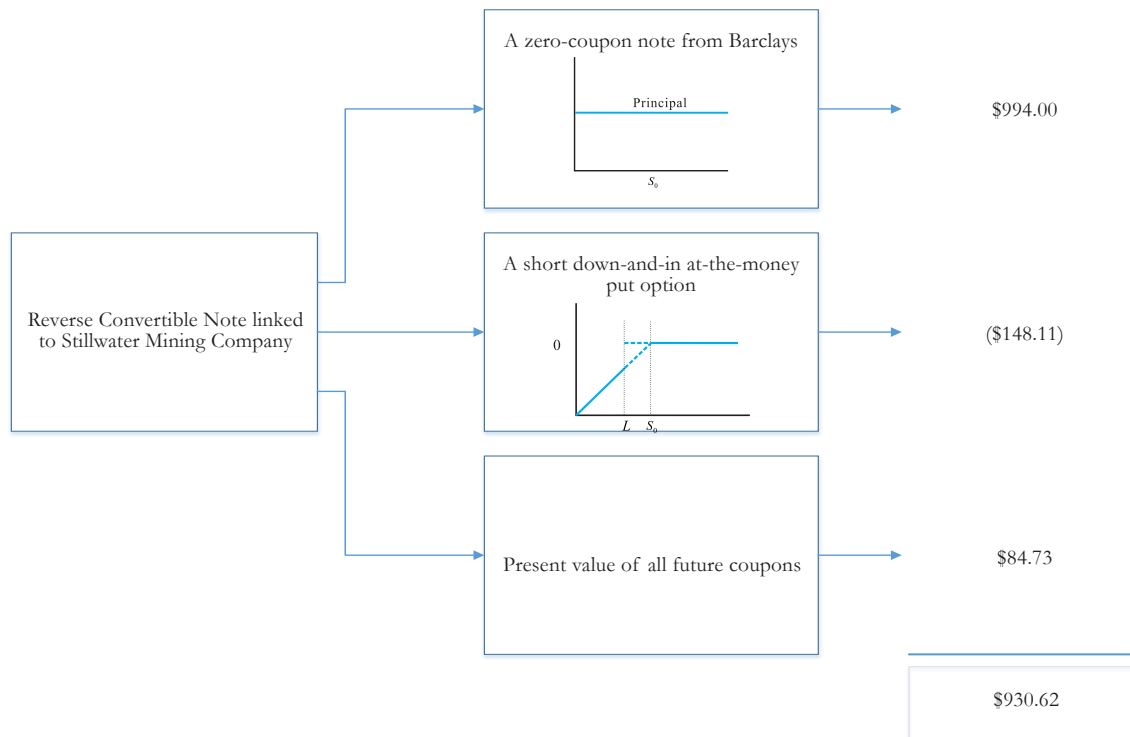 A zero-coupon note from Barclays
Principal
S₀
$994.00
Reverse Convertible Note linked
to Stillwater Mining Company
A short down-and-in at-the-money
put option
0
L S₀
($148.11)
Present value of all future coupons
$84.73
$930.62